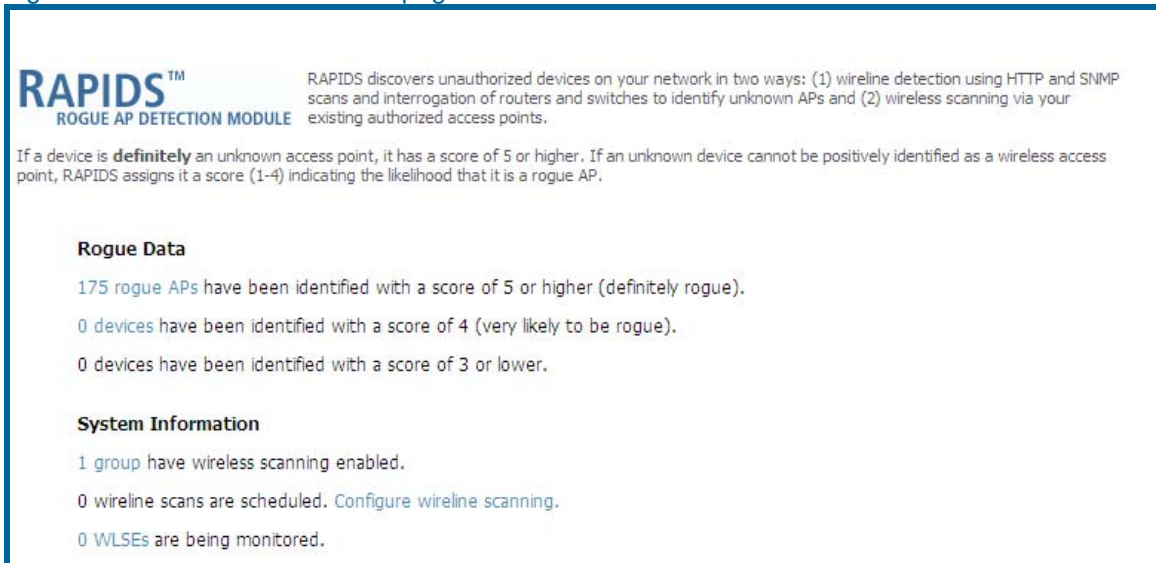 RAPIDS™
ROGUE AP DETECTION MODULE
RAPIDS discovers unauthorized devices on your network in two ways: (1) wireline detection using HTTP and SNMP
scans and interrogation of routers and switches to identify unknown APs and (2) wireless scanning via your
existing authorized access points.
If a device is definitely an unknown access point, it has a score of 5 or higher. If an unknown device cannot be positively identified as a wireless access
point, RAPIDS assigns it a score (1-4) indicating the likelihood that it is a rogue AP.
Rogue Data
175 rogue APs have been identified with a score of 5 or higher (definitely rogue).
0 devices have been identified with a score of 4 (very likely to be rogue).
0 devices have been identified with a score of 3 or lower.
System Information
1 group have wireless scanning enabled.
0 wireline scans are scheduled. Configure wireline scanning.
0 WLSEs are being monitored.